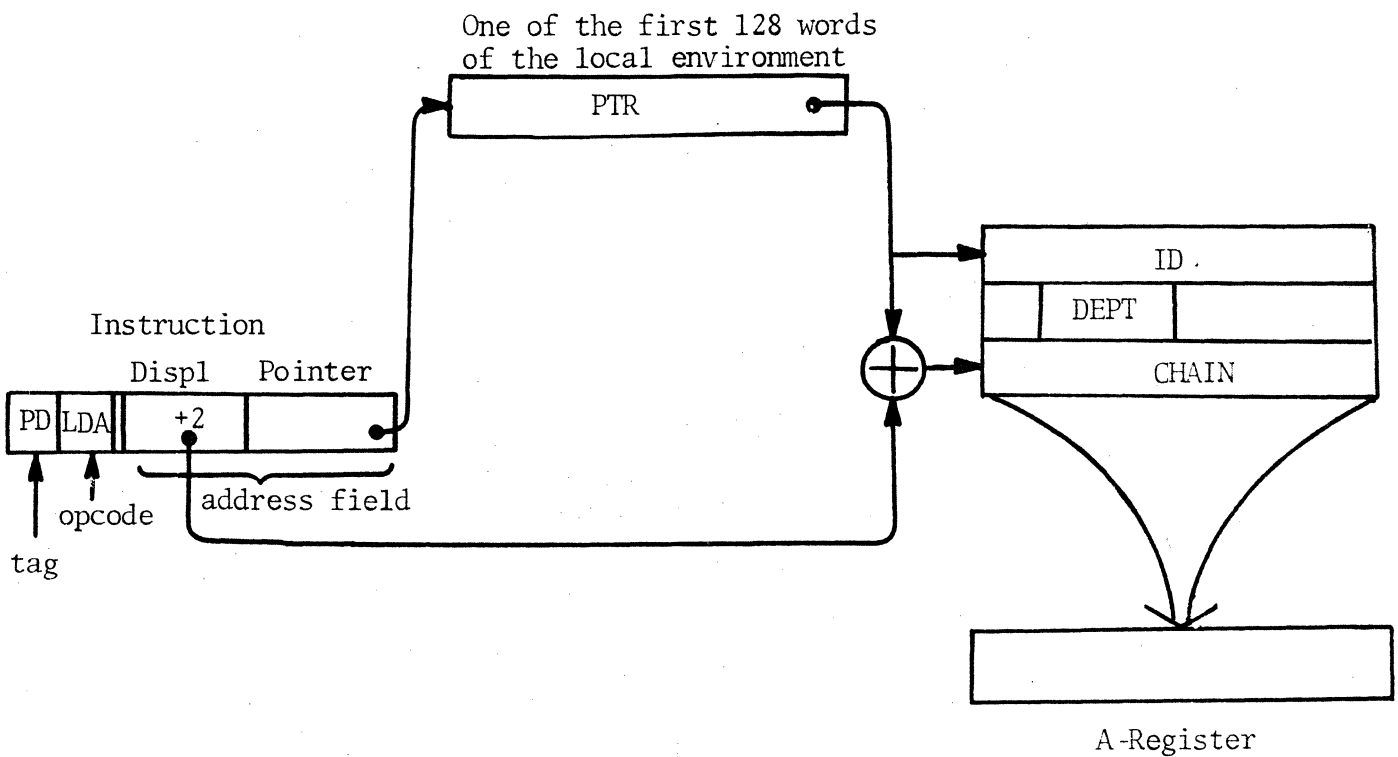 One of the first 128 words
of the local environment
PTR
ID
DEPT
CHAIN
Instruction
Displ Pointer
PD LDA +2
address field
opcode
tag
A-Register